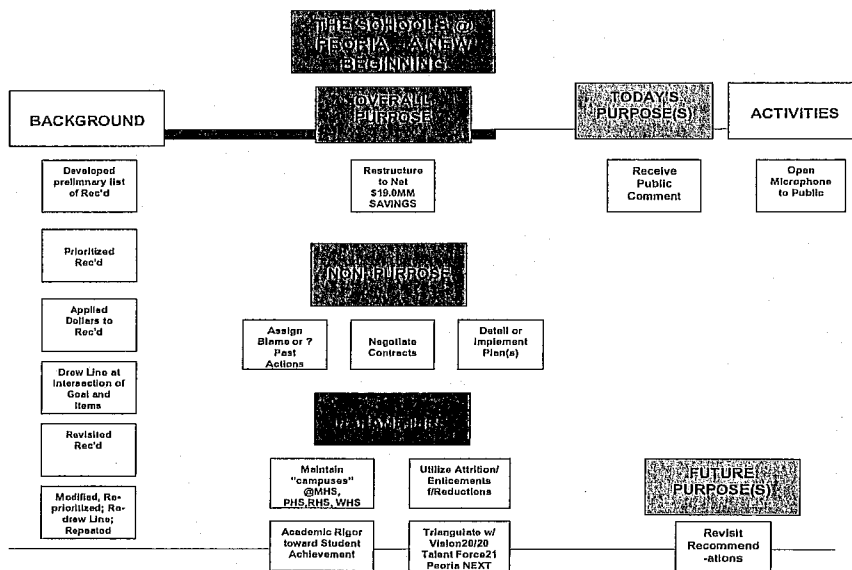 THE SCHOOLS @
PEORIA A NEW
BEGINNING
BACKGROUND
OVERALL
PURPOSE
TODAY'S
PURPOSE(S)
ACTIVITIES
Developed
prelimnary list
of Rec'd
Restructure
to Net
$19.0MM
SAVINGS
Receive
Public
Comment
Open
Microphone
to Public
Prioritized
Rec'd
NON-PURPOSE
Applied
Dollars to
Rec'd
Assign
Blame or ?
Past
Actions
Negotiate
Contracts
Detail or
Implement
Plan(s)
Drew Line at
Intersection of
Goal and
Items
Revisited
Rec'd
PARAMETERS
Modified, Re-
prioritized; Re-
drew Line;
Repeated
Maintain
"campuses"
@MHS,
PHS,RHS, WHS
Utilize Attrition/
Enticements
f/Reductions
FUTURE
PURPOSE(S)
Academic Rigor
toward Student
Achievement
Triangulate w/
Vision20/20
Talent Force21
Peoria NEXT
Revisit
Recommend
-ations